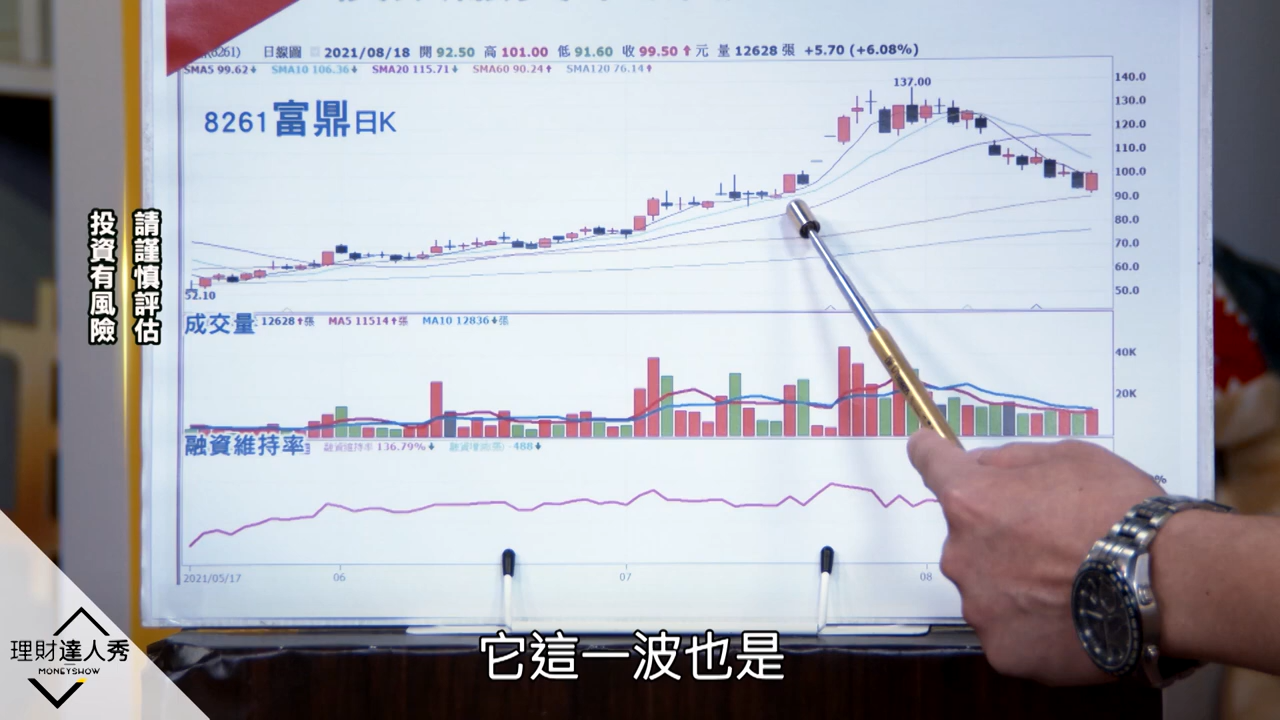 (8261) 日線圖 2021/08/18 開 92.50 高 101.00 低 91.60 收 99.50↑元 量 12628 張 +5.70 (+6.08%)
SMA5 99.62↓ SMA10 106.36↓ SMA20 115.71↓ SMA60 90.24↑ SMA120 76.14↑
8261富鼎日K
137.00
140.0
130.0
120.0
110.0
100.0
90.0
80.0
70.0
60.0
50.0
52.10
成交量 12628↑張 MA5 11514↑張 MA10 12836↓張
40K
20K
融資維持率 融資維持率 136.79%↓ -488↓
%
2021/05/17 06 07 08
請謹慎評估
投資有風險
理財達人秀
MONEYSHOW
它這一波也是